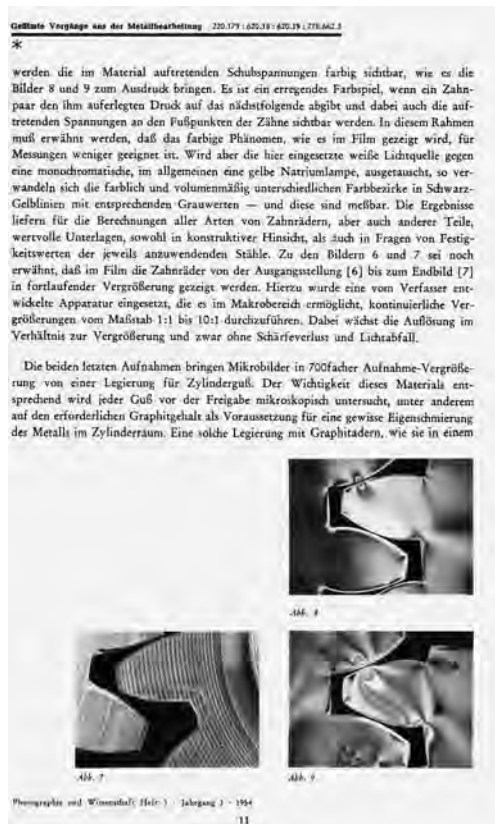 Gefilmte Vorgänge aus der Metallbearbeitung 220.179 : 620.18 : 620.19 : 778.662.3
*
werden die im Material auftretenden Schubspannungen farbig sichtbar, wie es die
Bilder 8 und 9 zum Ausdruck bringen. Es ist ein erregendes Farbspiel, wenn ein Zahn-
paar den ihm auferlegten Druck auf das nächstfolgende abgibt und dabei auch die auf-
tretenden Spannungen an den Fußpunkten der Zähne sichtbar werden. In diesem Rahmen
muß erwähnt werden, daß das farbige Phänomen, wie es im Film gezeigt wird, für
Messungen weniger geeignet ist. Wird aber die hier eingesetzte weiße Lichtquelle gegen
eine monochromatische, im allgemeinen eine gelbe Natriumlampe, ausgetauscht, so ver-
wandeln sich die farblich und volumenmäßig unterschiedlichen Farbbezirke in Schwarz-
Gelblinien mit entsprechenden Grauwerten — und diese sind meßbar. Die Ergebnisse
liefern für die Berechnungen aller Arten von Zahnrädern, aber auch anderer Teile,
wertvolle Unterlagen, sowohl in konstruktiver Hinsicht, als auch in Fragen von Festig-
keitswerten der jeweils anzuwendenden Stähle. Zu den Bildern 6 und 7 sei noch
erwähnt, daß im Film die Zahnräder von der Ausgangsstellung [6] bis zum Endbild [7]
in fortlaufender Vergrößerung gezeigt werden. Hierzu wurde eine vom Verfasser ent-
wickelte Apparatur eingesetzt, die es im Makrobereich ermöglicht, kontinuierliche Ver-
größerungen vom Maßstab 1:1 bis 10:1 durchzuführen. Dabei wächst die Auflösung im
Verhältnis zur Vergrößerung und zwar ohne Schärfeverlust und Lichtabfall.
Die beiden letzten Aufnahmen bringen Mikrobilder in 700facher Aufnahme-Vergröße-
rung von einer Legierung für Zylinderguß. Der Wichtigkeit dieses Materials ent-
sprechend wird jeder Guß vor der Freigabe mikroskopisch untersucht, unter anderem
auf den erforderlichen Graphitgehalt als Voraussetzung für eine gewisse Eigenschmierung
des Metalls im Zylinderraum. Eine solche Legierung mit Graphitadern, wie sie in einem
Abb. 8
Abb. 7
Abb. 9
Photographie und Wissenschaft Heft Jahrgang 3 - 1954
11